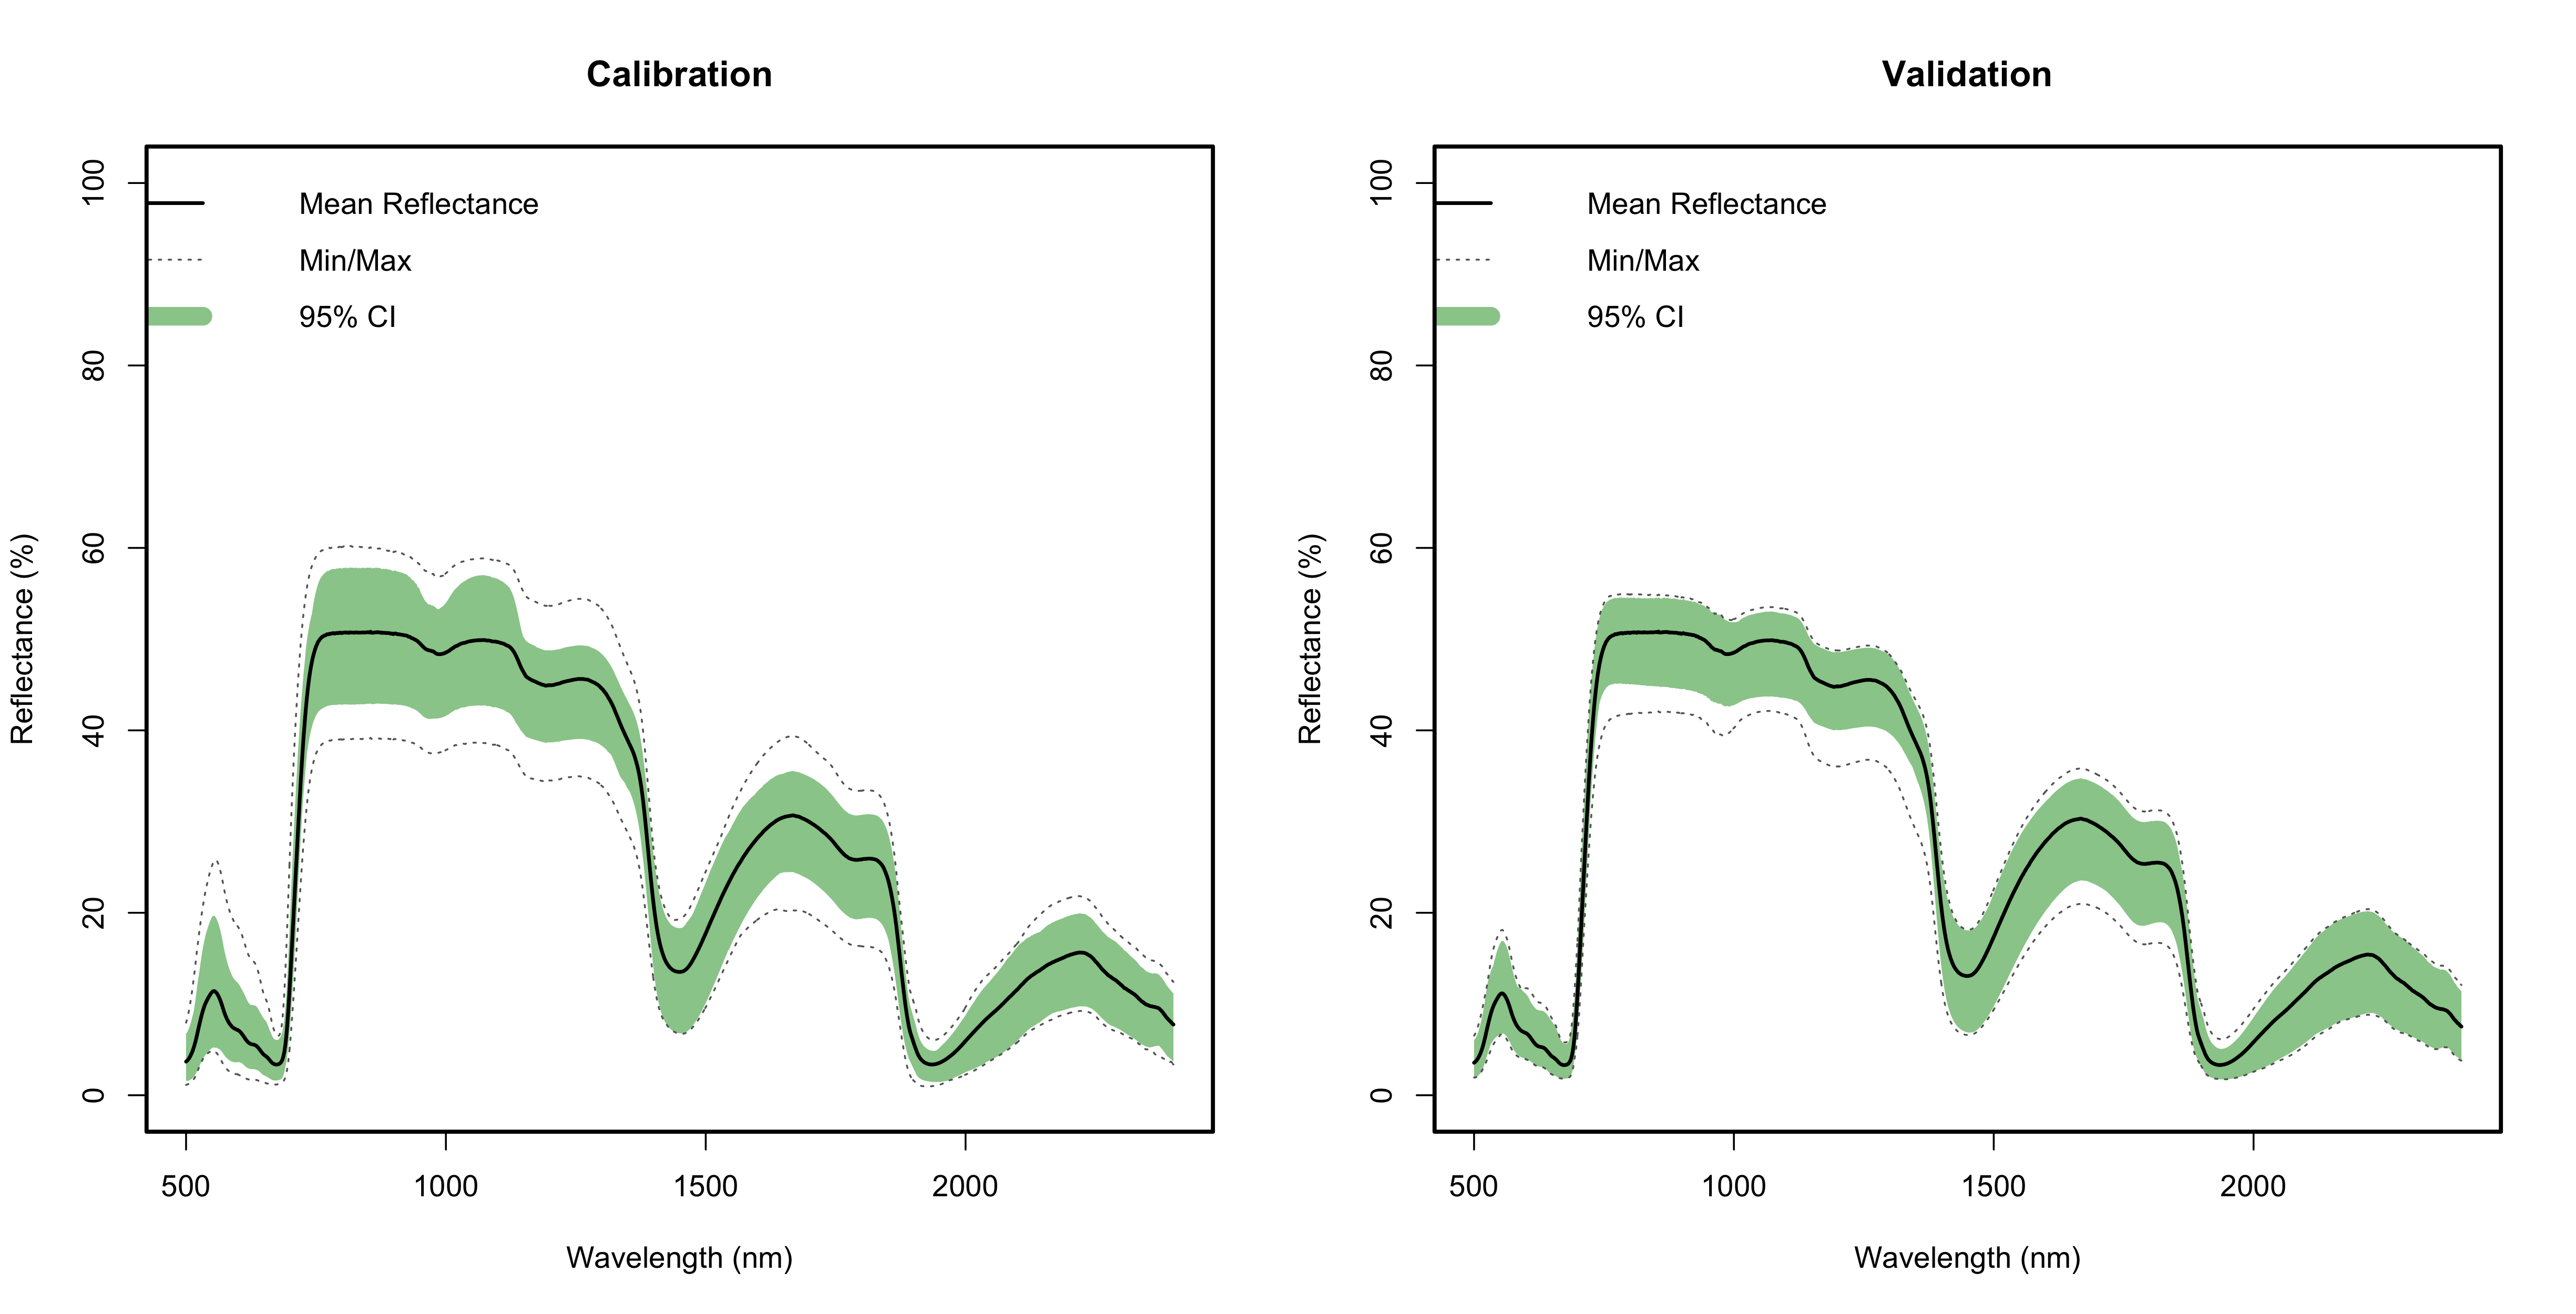 Calibration
Mean Reflectance
Min/Max
95% CI
Reflectance (%)
100
80
60
40
20
0
500 1000 1500 2000
Wavelength (nm)
Validation
Mean Reflectance
Min/Max
95% CI
Reflectance (%)
100
80
60
40
20
0
500 1000 1500 2000
Wavelength (nm)